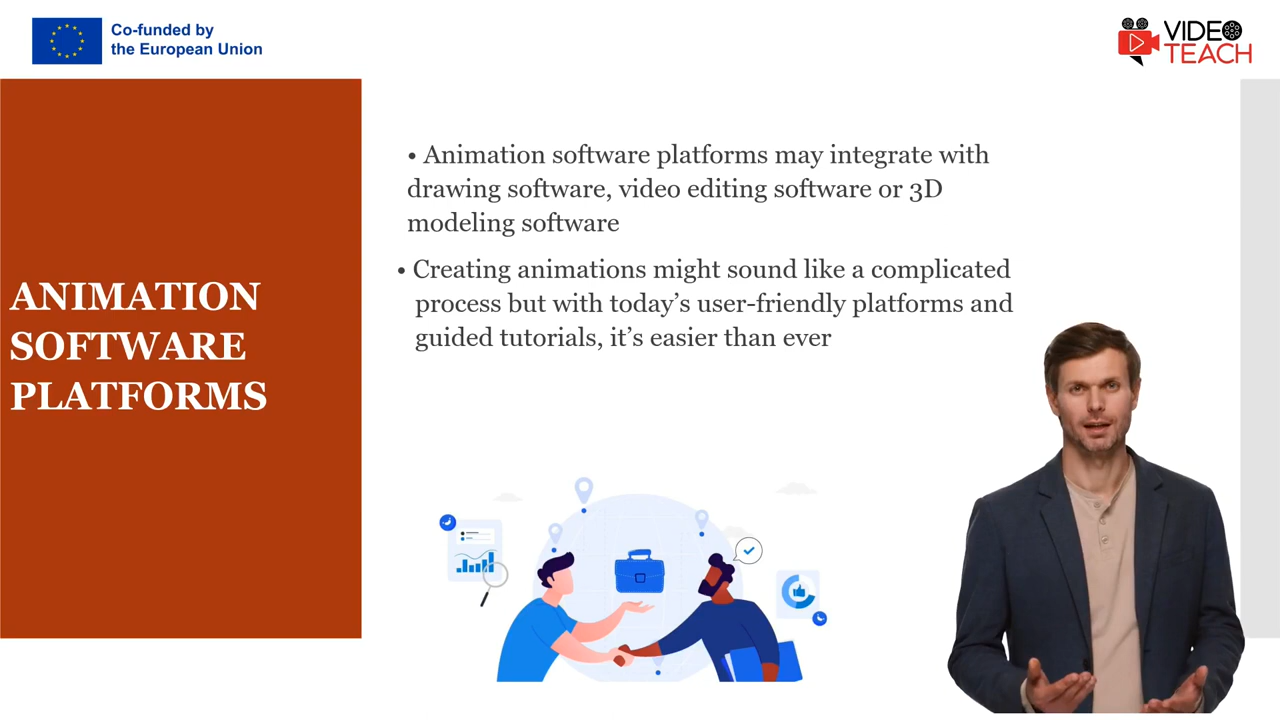 Co-funded by
the European Union
VIDEO
TEACH
ANIMATION
SOFTWARE
PLATFORMS
• Animation software platforms may integrate with
drawing software, video editing software or 3D
modeling software
• Creating animations might sound like a complicated
process but with today’s user-friendly platforms and
guided tutorials, it’s easier than ever